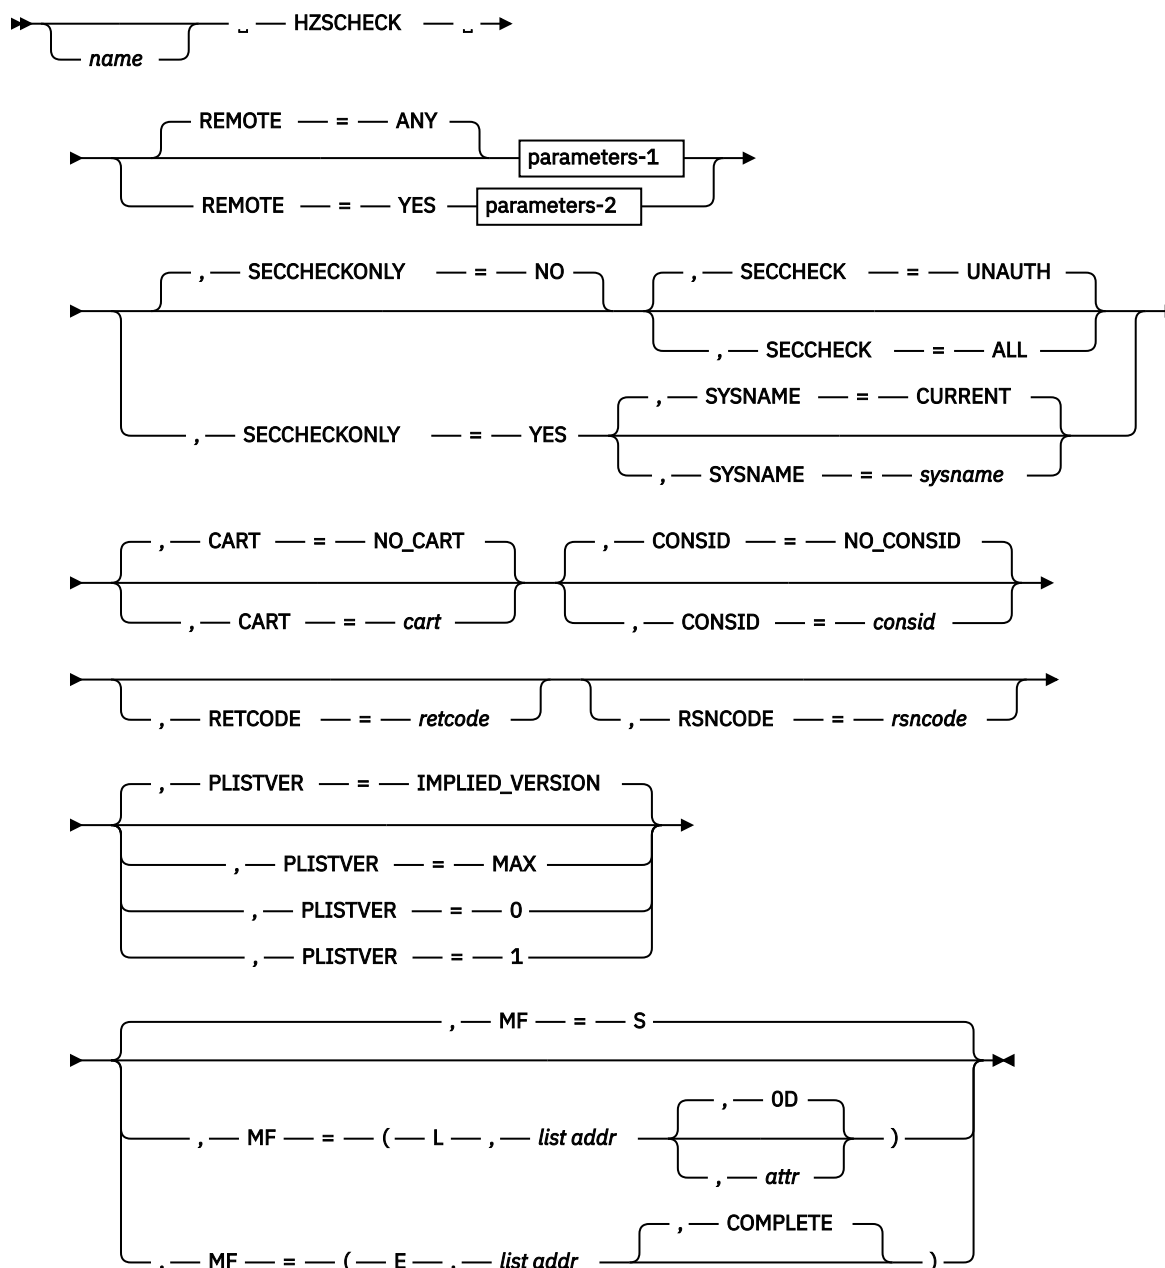 ␣ HZSCHECK ␣
name
REMOTE = ANY
parameters-1
REMOTE = YES parameters-2
, SECCHECKONLY = NO , SECCHECK = UNAUTH
, SECCHECK = ALL
, SYSNAME = CURRENT
, SECCHECKONLY = YES
, SYSNAME = sysname
, CART = NO_CART , CONSID = NO_CONSID
, CART = cart , CONSID = consid
, RETCODE = retcode , RSNCODE = rsncode
, PLISTVER = IMPLIED_VERSION
, PLISTVER = MAX
, PLISTVER = 0
, PLISTVER = 1
, MF = S
, 0D
, MF = ( L , list addr )
, attr
, COMPLETE
, MF = ( E , list addr )